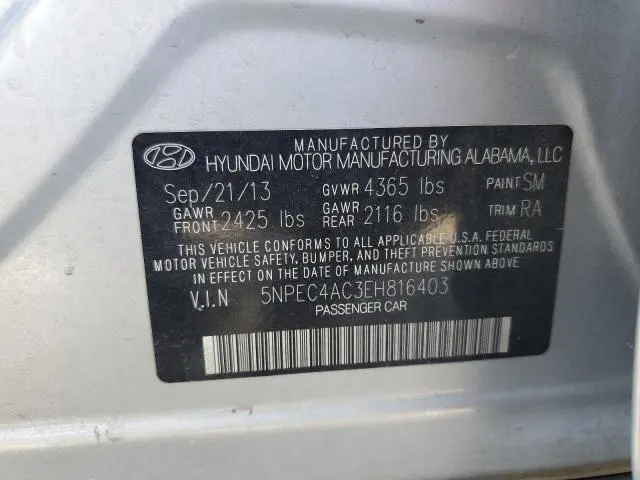 MANUFACTURED BY
HYUNDAI MOTOR MANUFACTURING ALABAMA, LLC
Sep/21/13 GVWR 4365 lbs PAINT SM
GAWR FRONT 2425 lbs GAWR REAR 2116 lbs TRIM RA
THIS VEHICLE CONFORMS TO ALL APPLICABLE U.S.A. FEDERAL
MOTOR VEHICLE SAFETY, BUMPER, AND THEFT PREVENTION STANDARDS
IN EFFECT ON THE DATE OF MANUFACTURE SHOWN ABOVE.
V.I.N 5NPEC4AC3EH816403
PASSENGER CAR